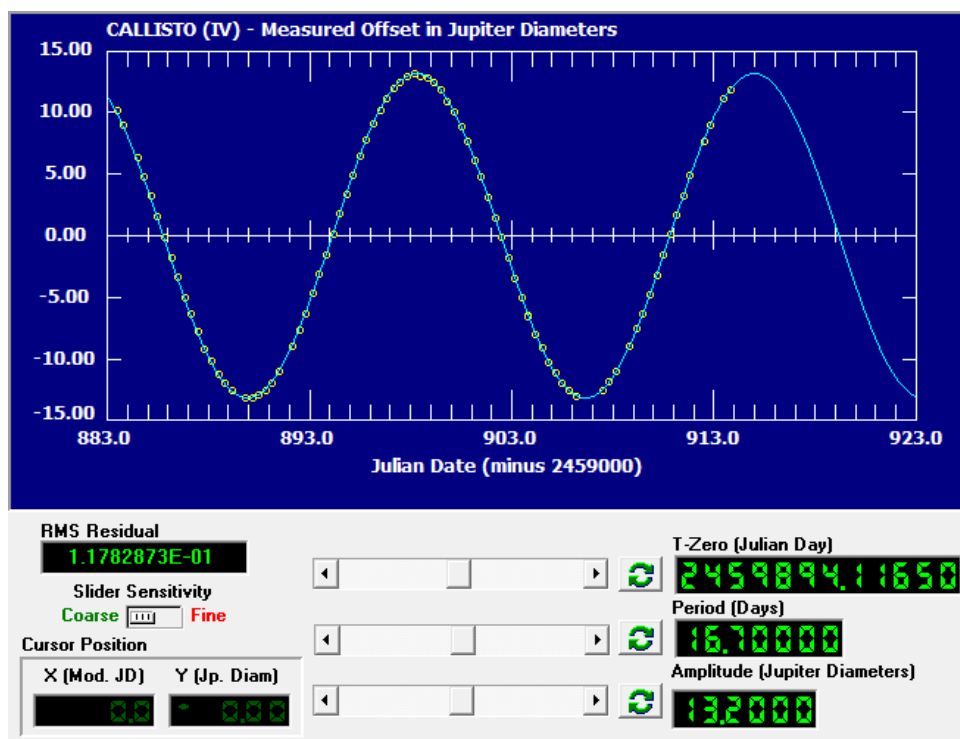 CALLISTO (IV) - Measured Offset in Jupiter Diameters
15.00
10.00
5.00
0.00
-5.00
-10.00
-15.00
883.0 893.0 903.0 913.0 923.0
Julian Date (minus 2459000)
RMS Residual
1.1782873E-01
Slider Sensitivity
Coarse Fine
Cursor Position
X (Mod. JD) Y (Jp. Diam)
0.0 - 0.00
T-Zero (Julian Day)
2459894.11650
Period (Days)
16.70000
Amplitude (Jupiter Diameters)
13.2000